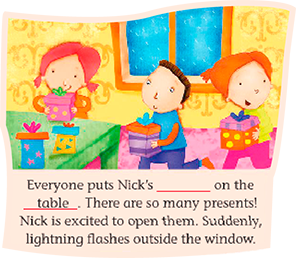 Everyone puts Nick's ________ on the
table. There are so many presents!
Nick is excited to open them. Suddenly,
lightning flashes outside the window.